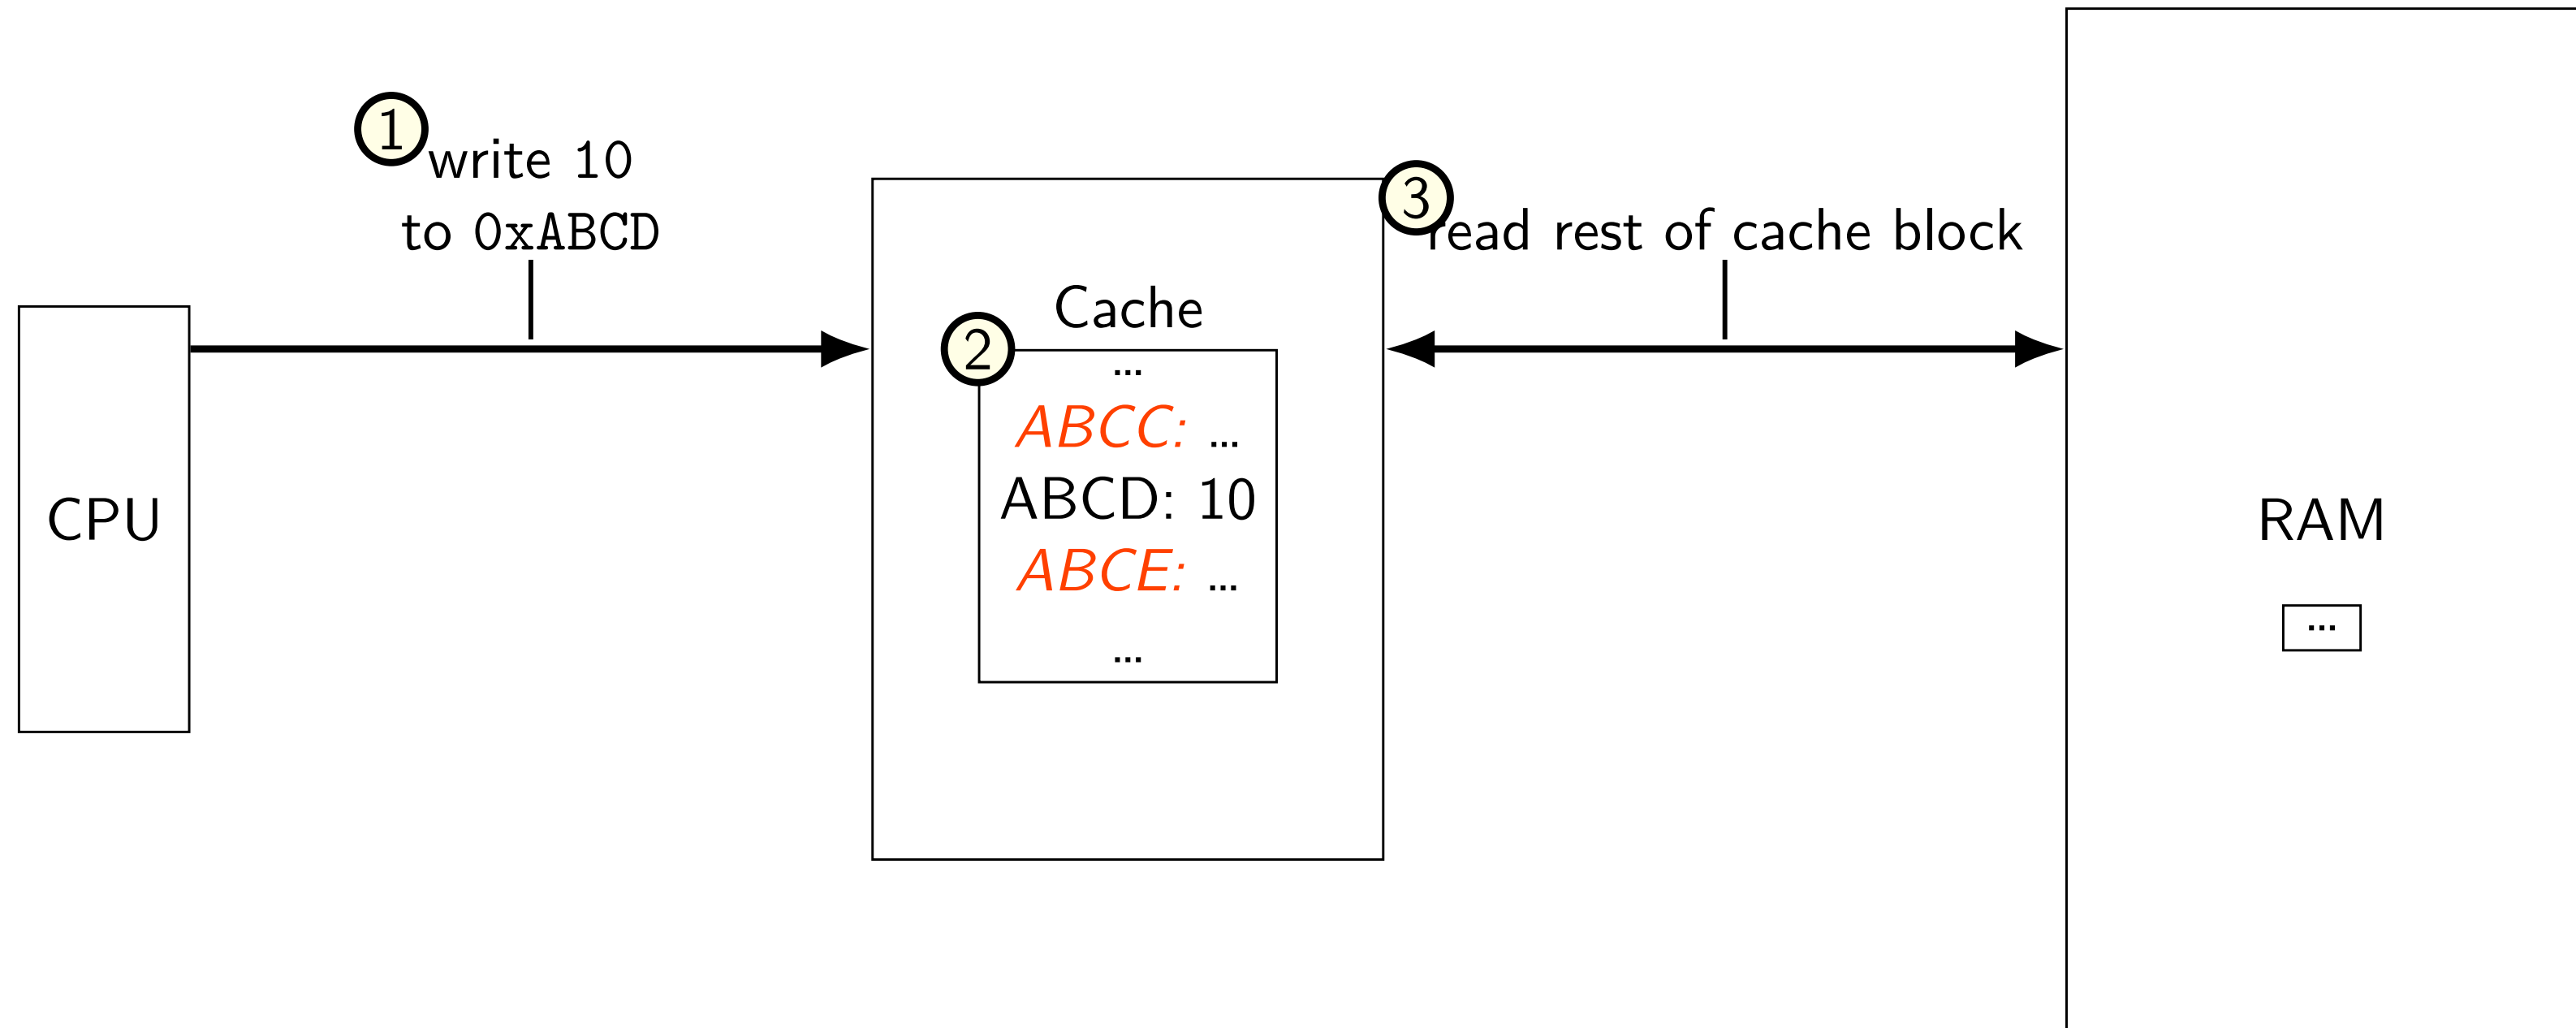 1
write 10
to 0xABCD
3
read rest of cache block
Cache
2
...
ABCC: ...
ABCD: 10
ABCE: ...
...
CPU
RAM
...